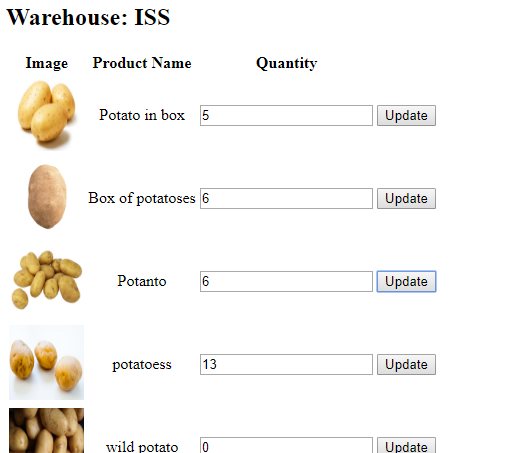 Warehouse: ISS
Image Product Name Quantity
Potato in box 5 Update
Box of potatoses 6 Update
Potanto 6 Update
potatoess 13 Update
wild potato 0 Update